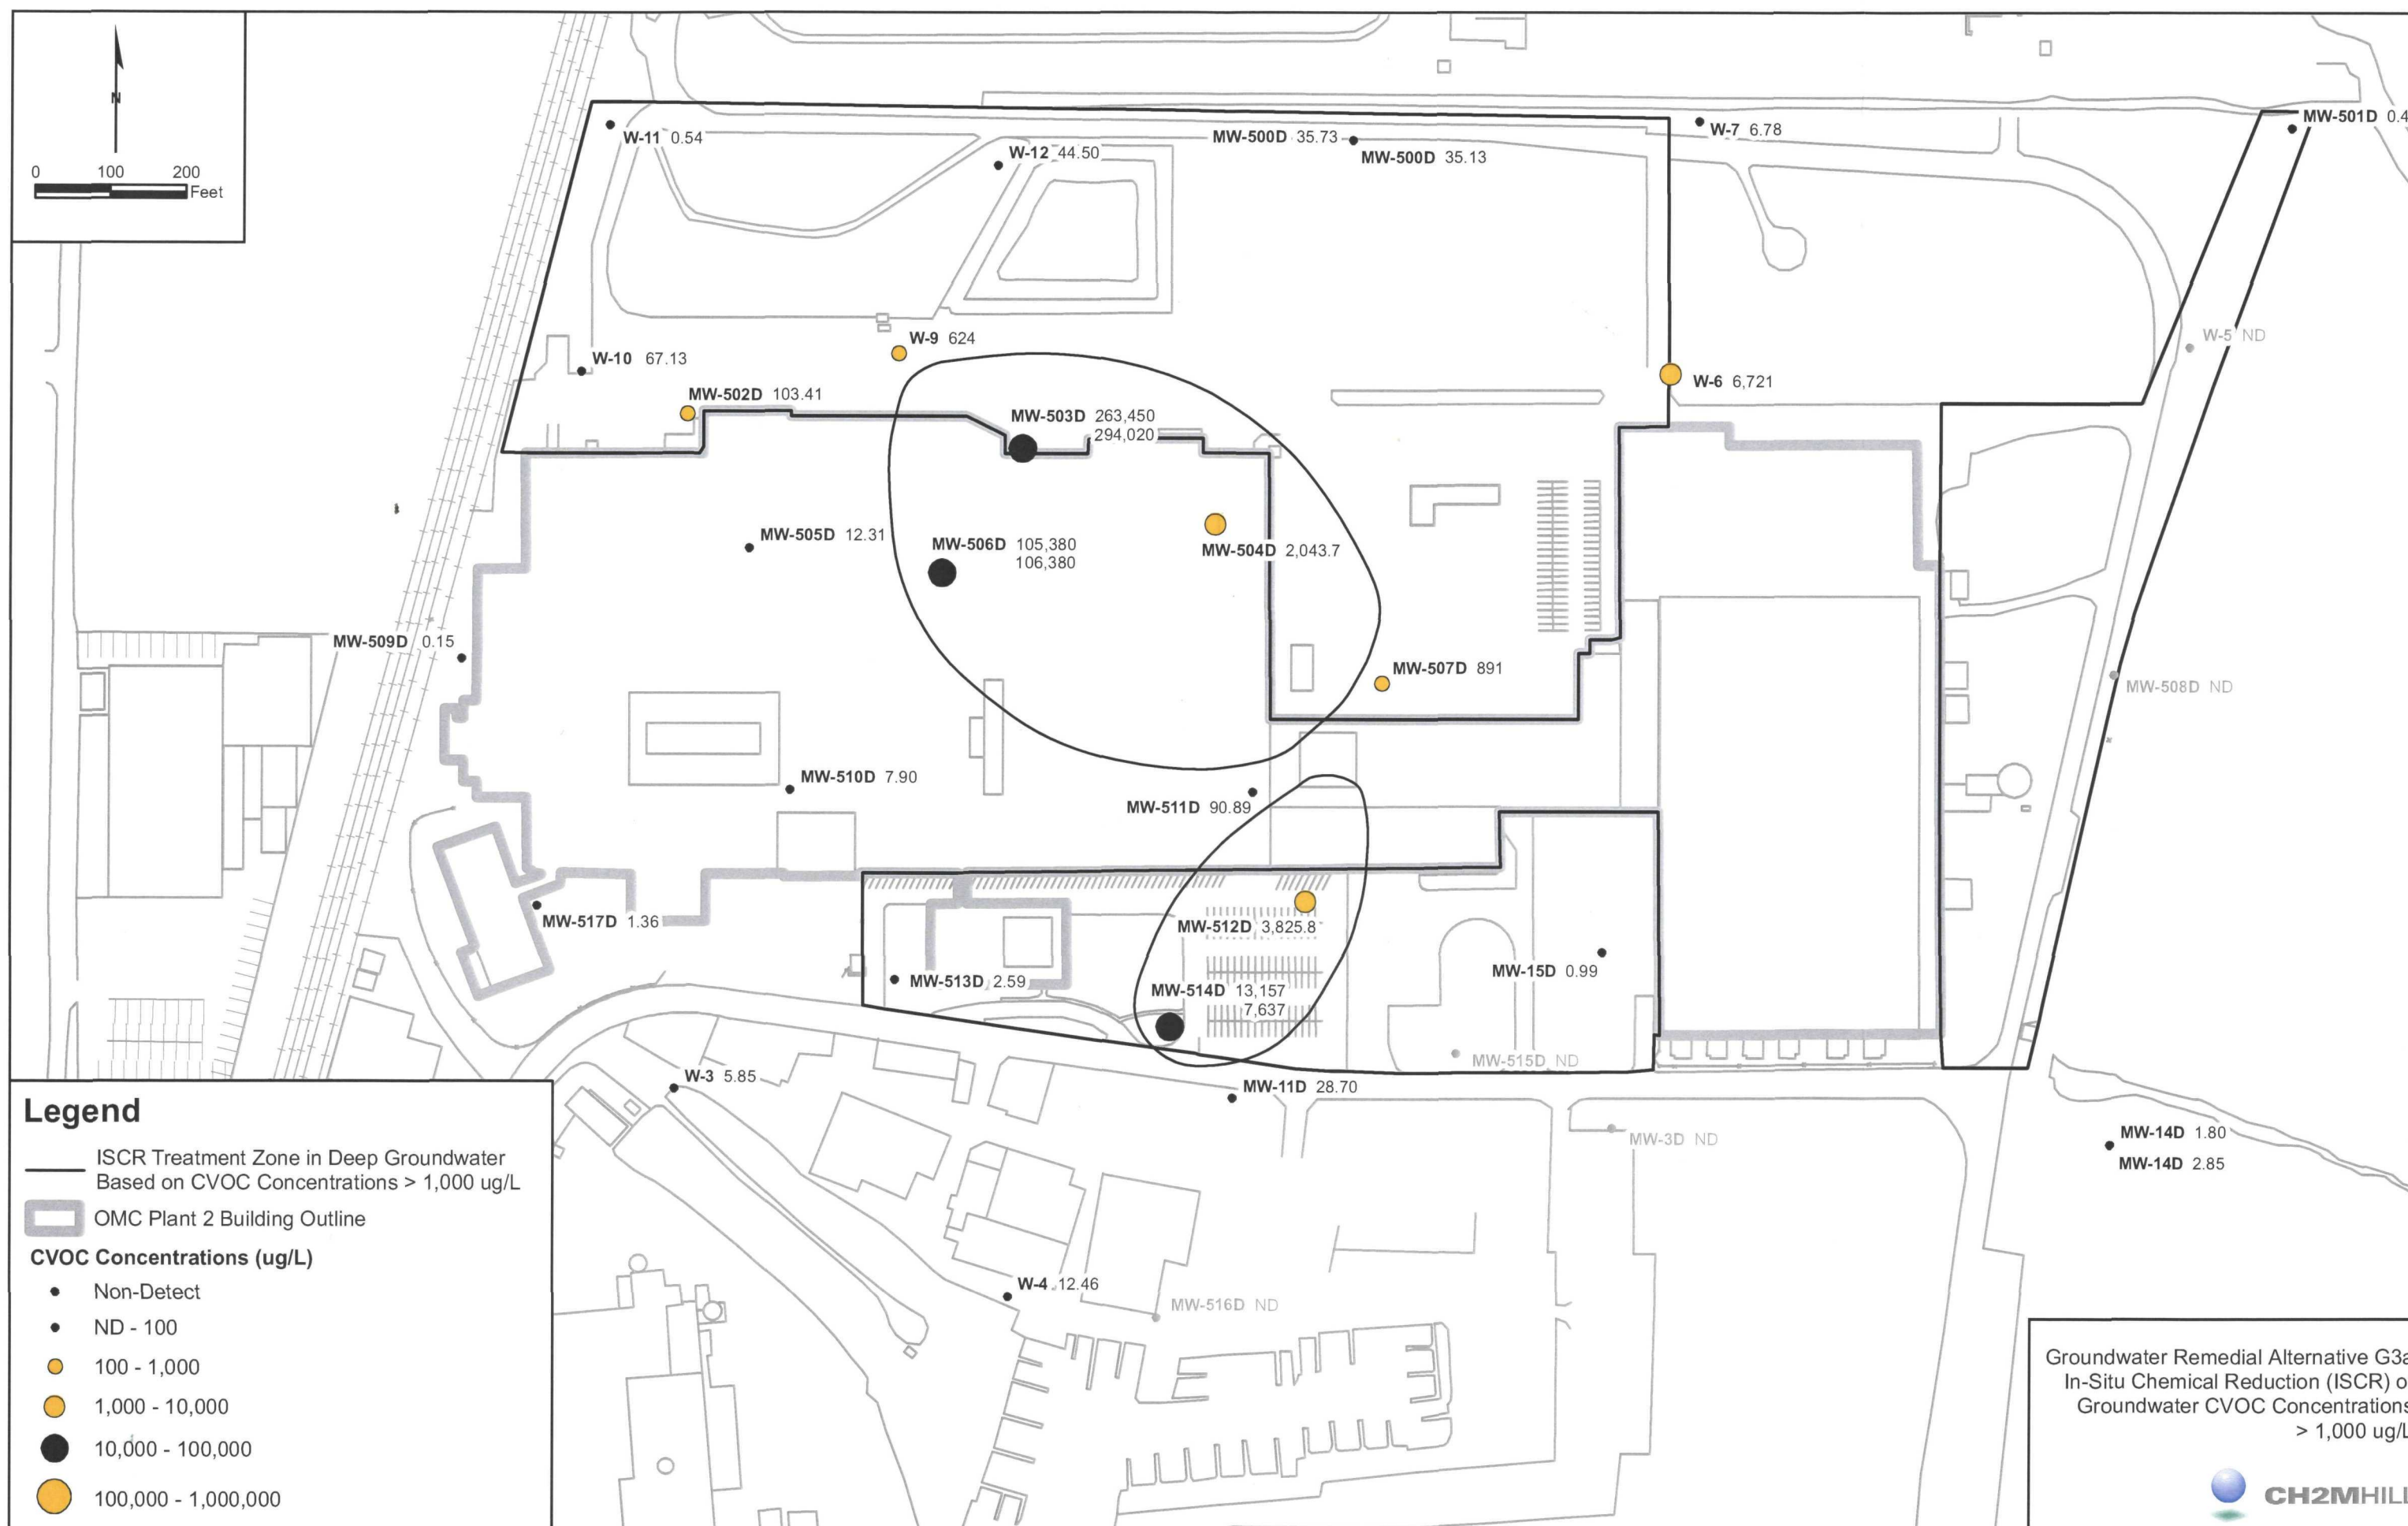 N
0 100 200
Feet
W-11 0.54
W-12 44.50
MW-500D 35.73
MW-500D 35.13
W-7 6.78
MW-501D 0.4
W-5 ND
W-9 624
W-10 67.13
W-6 6,721
MW-502D 103.41
MW-503D 263,450
294,020
MW-505D 12.31
MW-506D 105,380
106,380
MW-504D 2,043.7
MW-509D 0.15
MW-507D 891
MW-508D ND
MW-510D 7.90
MW-511D 90.89
MW-517D 1.36
MW-512D 3,825.8
MW-513D 2.59
MW-514D 13,157
7,637
MW-15D 0.99
MW-515D ND
W-3 5.85
MW-11D 28.70
MW-3D ND
MW-14D 1.80
MW-14D 2.85
W-4 12.46
MW-516D ND
Legend
ISCR Treatment Zone in Deep Groundwater
Based on CVOC Concentrations > 1,000 ug/L
OMC Plant 2 Building Outline
CVOC Concentrations (ug/L)
Non-Detect
ND - 100
100 - 1,000
1,000 - 10,000
10,000 - 100,000
100,000 - 1,000,000
Groundwater Remedial Alternative G3a
In-Situ Chemical Reduction (ISCR) o
Groundwater CVOC Concentrations
> 1,000 ug/L
CH2MHILL